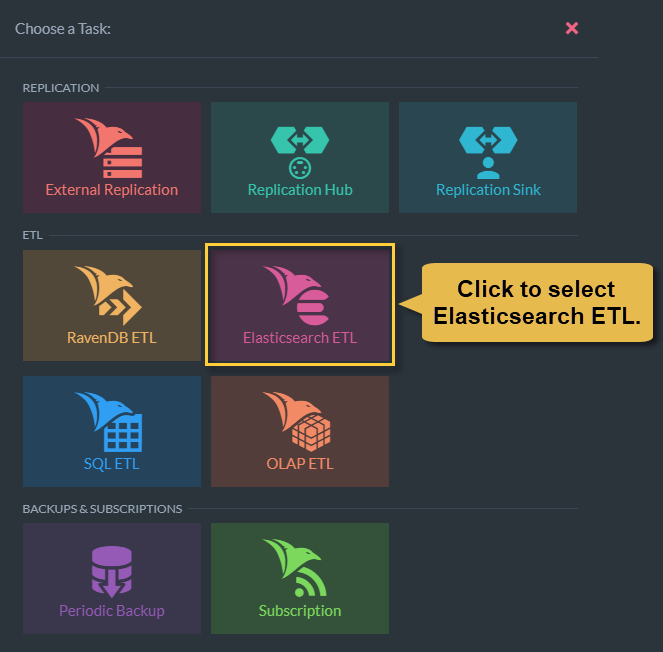 Choose a Task:
REPLICATION
External Replication
Replication Hub
Replication Sink
ETL
RavenDB ETL
Elasticsearch ETL
Click to select
Elasticsearch ETL.
SQL ETL
OLAP ETL
BACKUPS & SUBSCRIPTIONS
Periodic Backup
Subscription